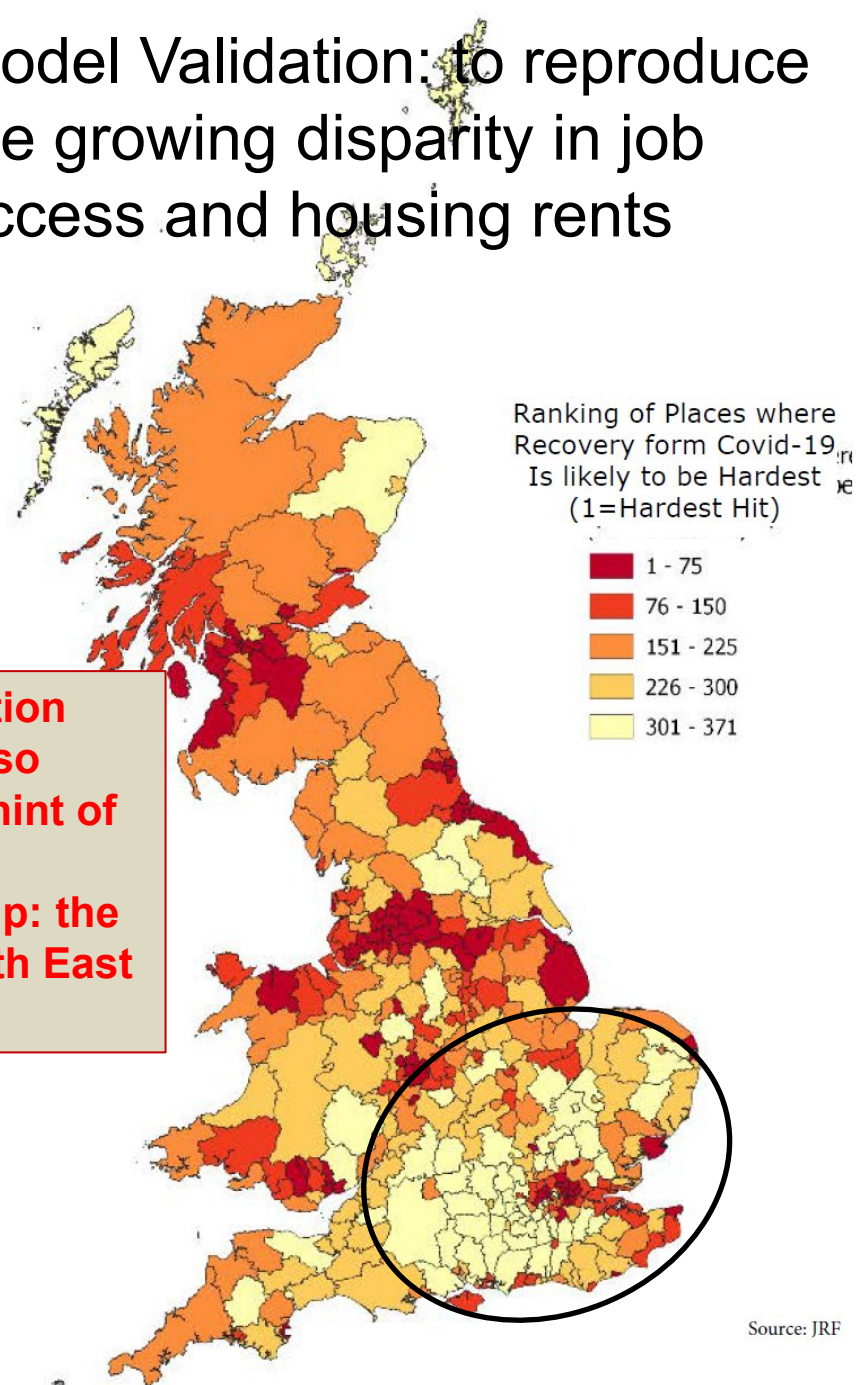 odel Validation: to reproduce
e growing disparity in job
ccess and housing rents
Ranking of Places where
Recovery form Covid-19
Is likely to be Hardest
(1=Hardest Hit)
1 - 75
76 - 150
151 - 225
226 - 300
301 - 371
tion
so
hint of
p: the
th East
Source: JRF